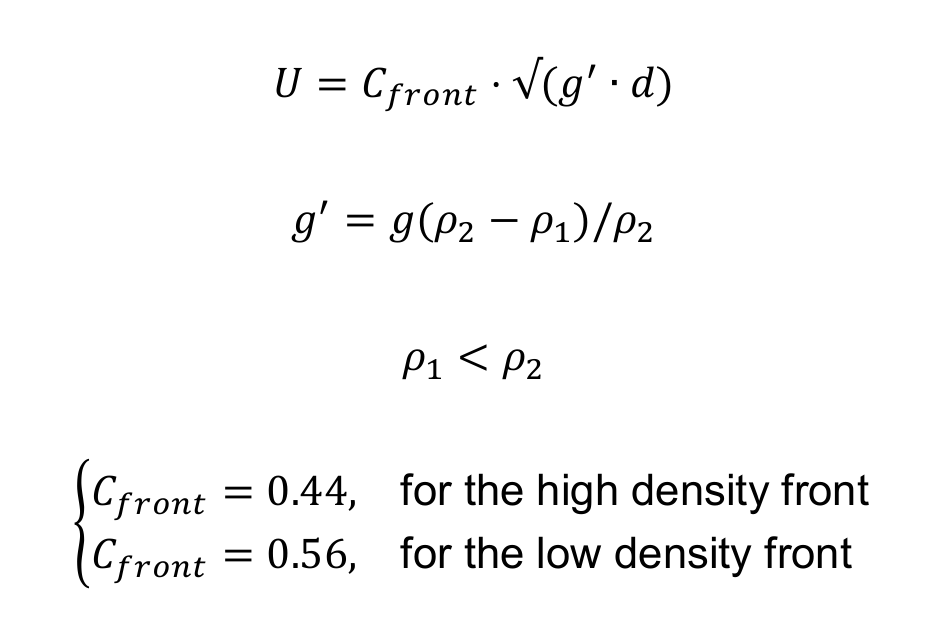 U = C_front · √(g′ · d)
g′ = g(ρ₂ − ρ₁)/ρ₂
ρ₁ < ρ₂
C_front = 0.44, for the high density front
C_front = 0.56, for the low density front